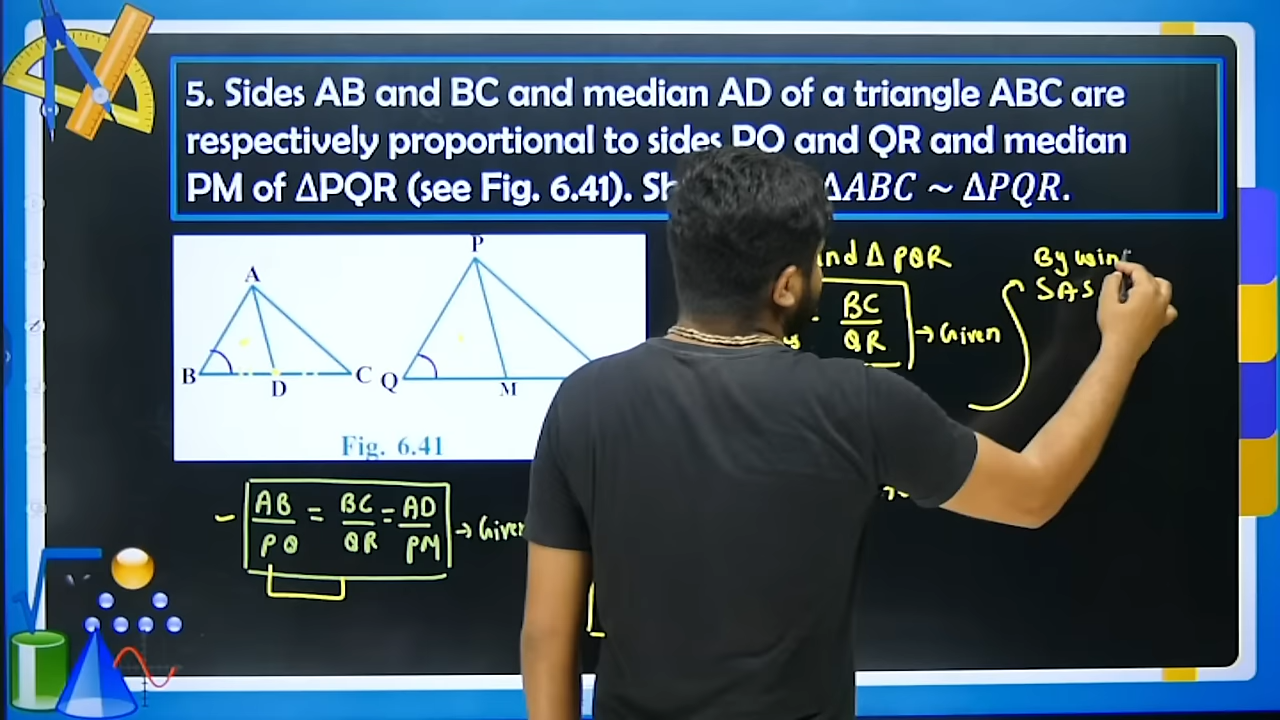 5. Sides AB and BC and median AD of a triangle ABC are
respectively proportional to sides PQ and QR and median
PM of ΔPQR (see Fig. 6.41). ΔABC ~ ΔPQR.
P
A
B
D
C
Q
M
Fig. 6.41
AB/PQ = BC/QR = AD/PM → Given
and Δ PQR
BC/QR → Given
By
SAS